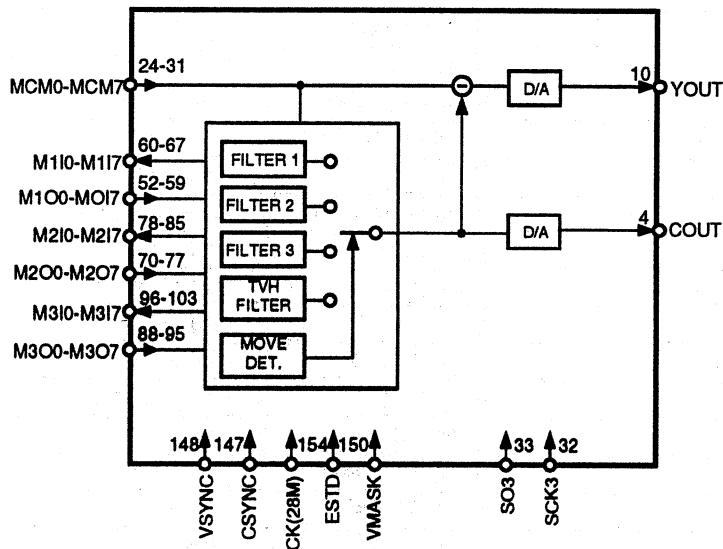 24-31
MCM0-MCM7
60-67
M1I0-M1I7
52-59
M1O0-MOI7
78-85
M2I0-M2I7
70-77
M2O0-M2O7
96-103
M3I0-M3I7
88-95
M3O0-M3O7
FILTER 1
FILTER 2
FILTER 3
TVH
FILTER
MOVE
DET.
D/A
10
YOUT
D/A
4
COUT
148
147
154
150
33
32
VSYNC
CSYNC
CK(28M)
ESTD
VMASK
SO3
SCK3